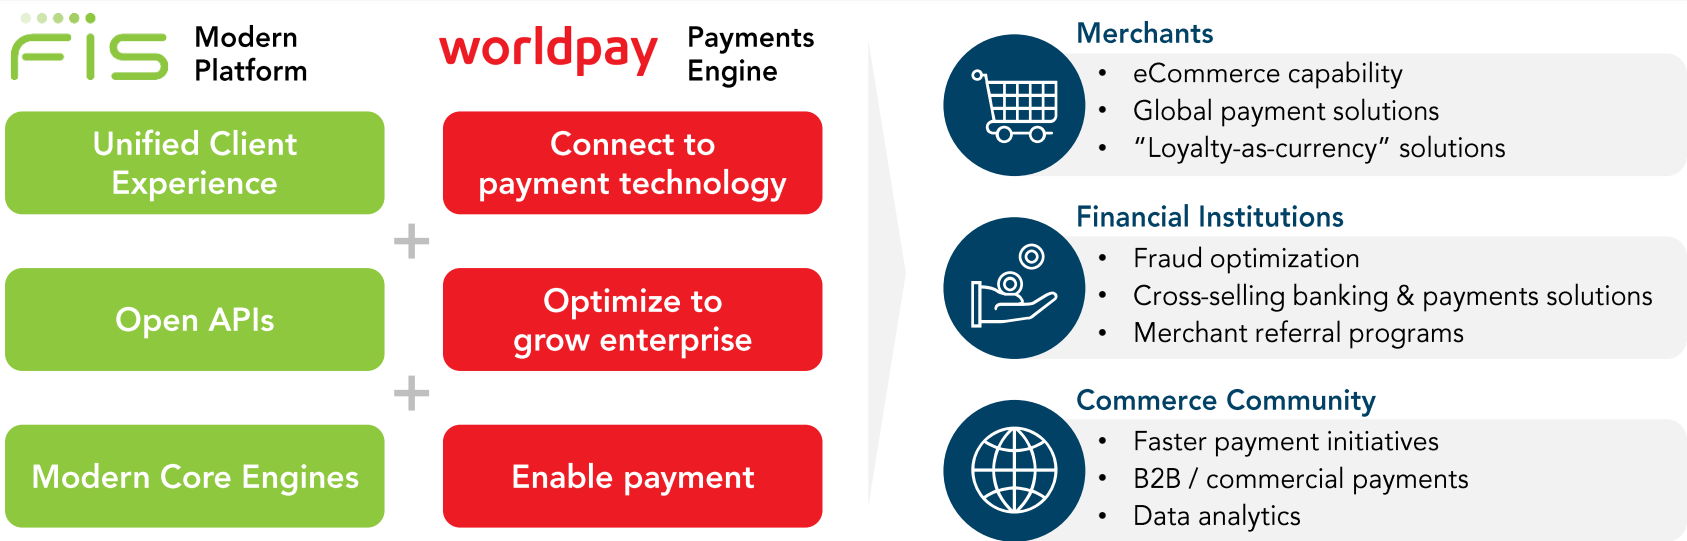 FIS
Modern
Platform
worldpay
Payments
Engine
Unified Client
Experience
Connect to
payment technology
+
Open APIs
Optimize to
grow enterprise
+
Modern Core Engines
Enable payment
Merchants
• eCommerce capability
• Global payment solutions
• “Loyalty-as-currency” solutions
Financial Institutions
• Fraud optimization
• Cross-selling banking & payments solutions
• Merchant referral programs
Commerce Community
• Faster payment initiatives
• B2B / commercial payments
• Data analytics